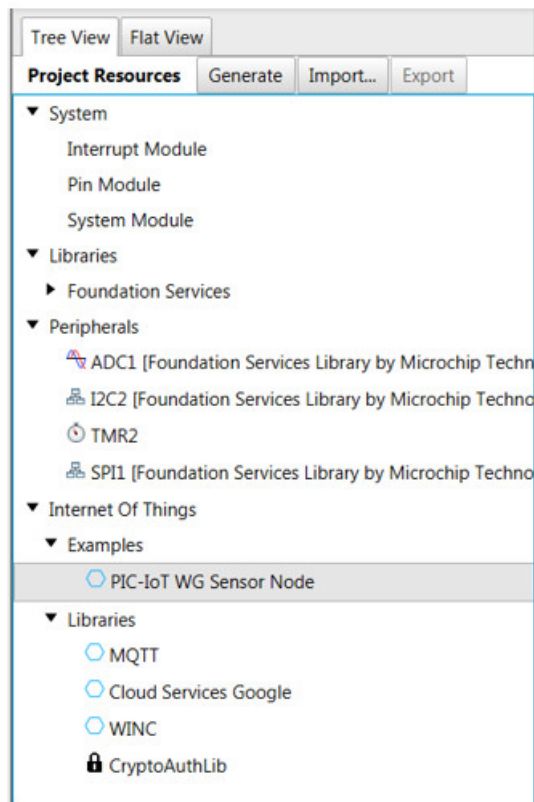 Tree View Flat View
Project Resources Generate Import... Export
System
Interrupt Module
Pin Module
System Module
Libraries
Foundation Services
Peripherals
ADC1 [Foundation Services Library by Microchip Techn
I2C2 [Foundation Services Library by Microchip Techno
TMR2
SPI1 [Foundation Services Library by Microchip Techno
Internet Of Things
Examples
PIC-IoT WG Sensor Node
Libraries
MQTT
Cloud Services Google
WINC
CryptoAuthLib